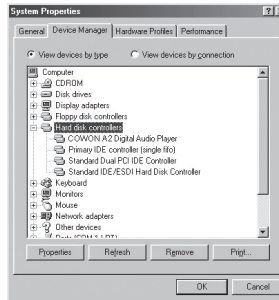 System Properties
?
General Device Manager Hardware Profiles Performance
View devices by type View devices by connection
Computer
CDROM
Disk drives
Display adapters
Floppy disk controllers
Hard disk controllers
COWON A2 Digital Audio Player
Primary IDE controller (single fifo)
Standard Dual PCI IDE Controller
Standard IDE/ESDI Hard Disk Controller
Keyboard
Monitors
Mouse
Network adapters
Other devices
Ports (COM & LPT)
Properties Refresh Remove Print...
OK Cancel